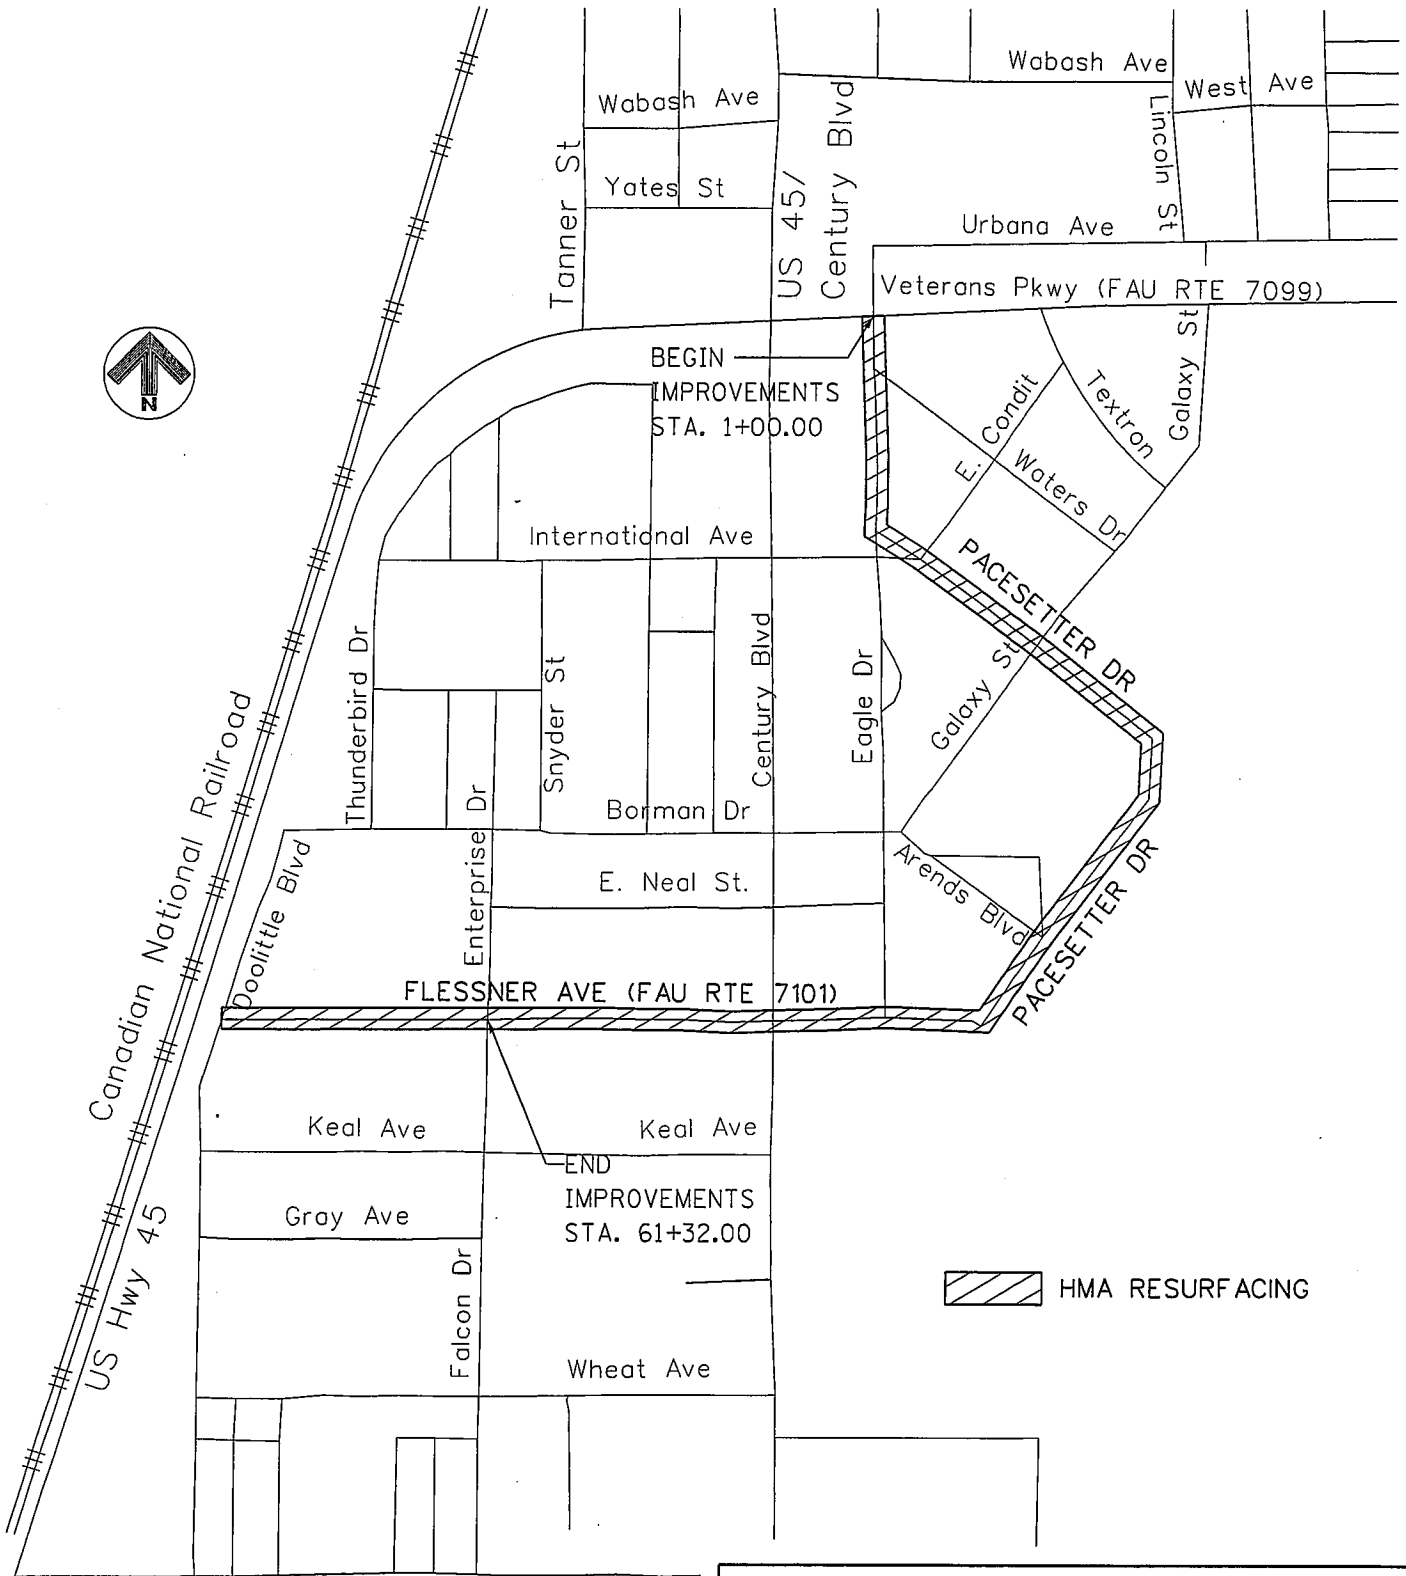 Wabash Ave
Wabash Ave
West Ave
Yates St
Tanner St
US 45/
Century Blvd
Lincoln St
Urbana Ave
Veterans Pkwy (FAU RTE 7099)
N
BEGIN
IMPROVEMENTS
STA. 1+00.00
E. Condit
Textron
Galaxy St
Waters Dr
International Ave
PACESETTER DR
Thunderbird Dr
Snyder St
Century Blvd
Eagle Dr
Galaxy St
Canadian National Railroad
Borman Dr
Enterprise Dr
Doolittle Blvd
E. Neal St.
Arends Blvd
PACESETTER DR
FLESSNER AVE (FAU RTE 7101)
Keal Ave
Keal Ave
END
IMPROVEMENTS
STA. 61+32.00
Gray Ave
US Hwy 45
Falcon Dr
HMA RESURFACING
Wheat Ave